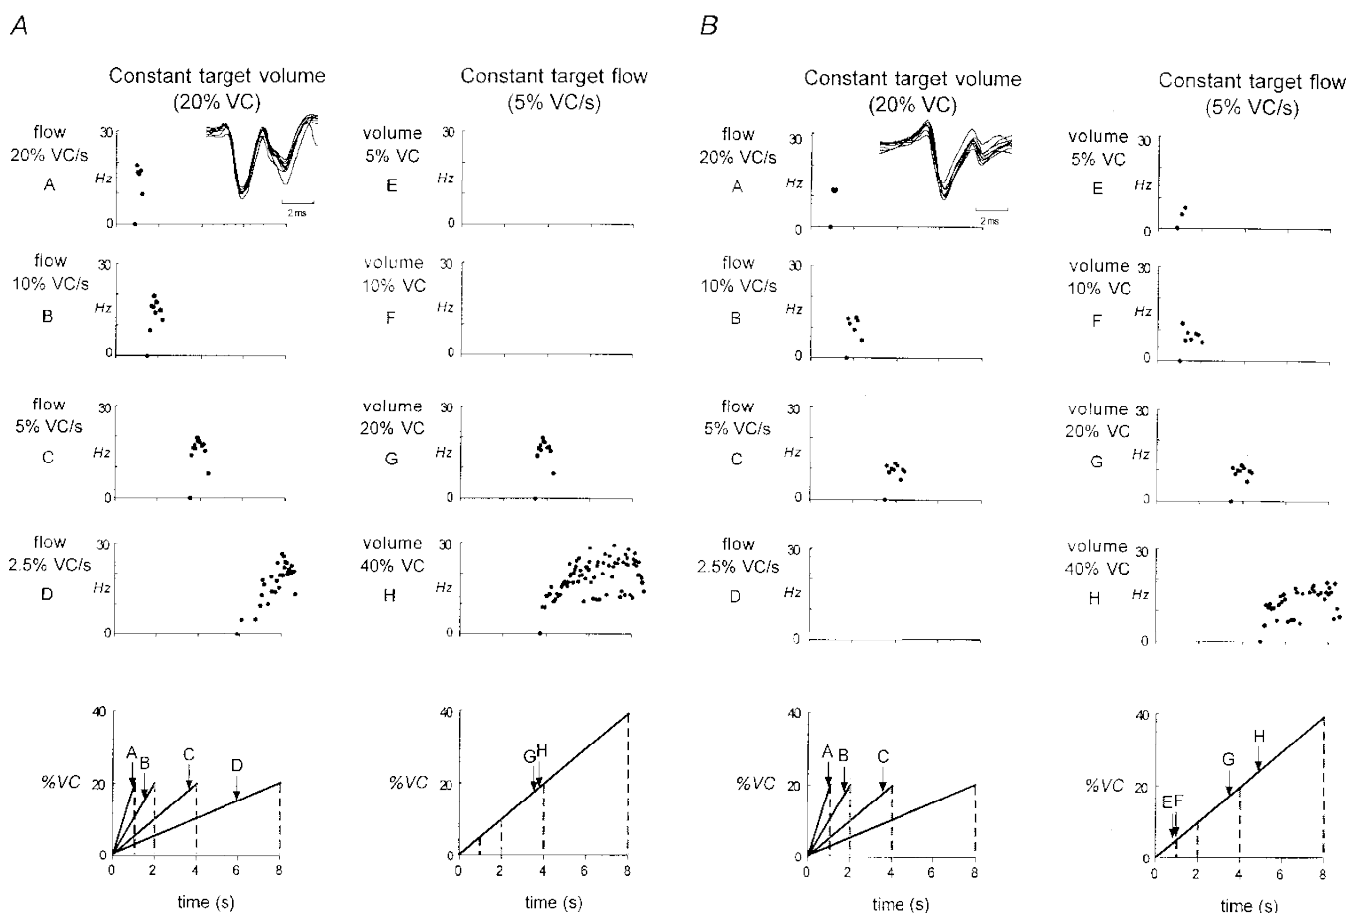 A
B
Constant target volume
(20% VC)
Constant target flow
(5% VC/s)
Constant target volume
(20% VC)
Constant target flow
(5% VC/s)
flow
20% VC/s
A
30
Hz
0
2 ms
volume
5% VC
E
30
Hz
0
flow
20% VC/s
A
30
Hz
0
2 ms
volume
5% VC
E
30
Hz
0
flow
10% VC/s
B
30
Hz
0
volume
10% VC
F
30
Hz
0
flow
10% VC/s
B
30
Hz
0
volume
10% VC
F
30
Hz
0
flow
5% VC/s
C
30
Hz
0
volume
20% VC
G
30
Hz
0
flow
5% VC/s
C
30
Hz
0
volume
20% VC
G
30
Hz
0
flow
2.5% VC/s
D
30
Hz
0
volume
40% VC
H
30
Hz
0
flow
2.5% VC/s
D
30
Hz
0
volume
40% VC
H
30
Hz
0
40
%VC
20
0
A
B
C
D
0 2 4 6 8
time (s)
40
%VC
20
0
G H
0 2 4 6 8
time (s)
40
%VC
20
0
A
B
C
0 2 4 6 8
time (s)
40
%VC
20
0
E F
G
H
0 2 4 6 8
time (s)